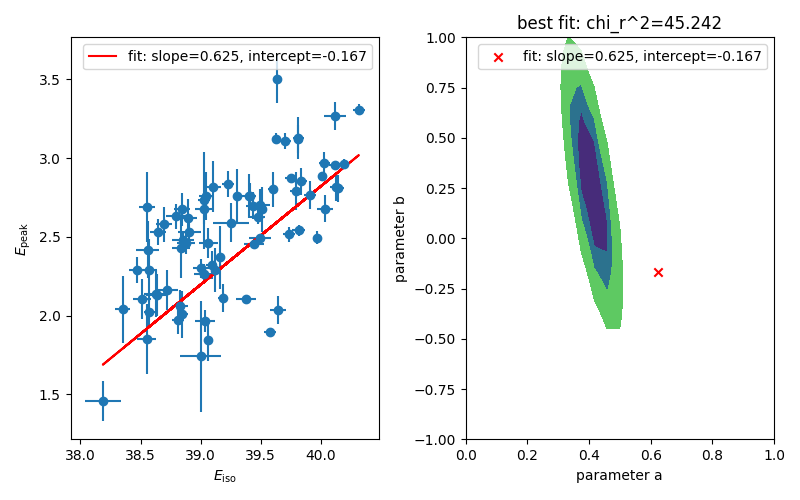 best fit: chi_r^2=45.242
fit: slope=0.625, intercept=-0.167
3.5
3.0
2.5
2.0
1.5
E_peak
38.0 38.5 39.0 39.5 40.0
E_iso
fit: slope=0.625, intercept=-0.167
1.00
0.75
0.50
0.25
0.00
−0.25
−0.50
−0.75
−1.00
parameter b
0.0 0.2 0.4 0.6 0.8 1.0
parameter a